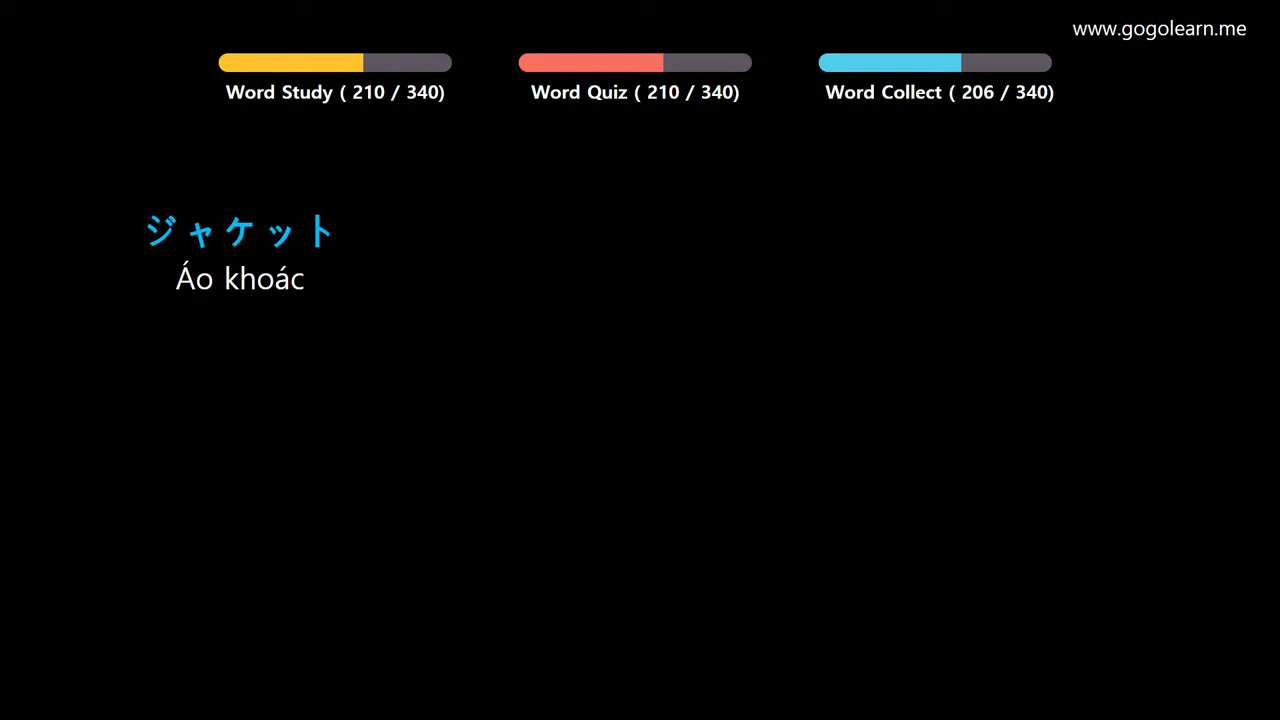 www.gogolearn.me
Word Study ( 210 / 340)
Word Quiz ( 210 / 340)
Word Collect ( 206 / 340)
ジャケット
Áo khoác